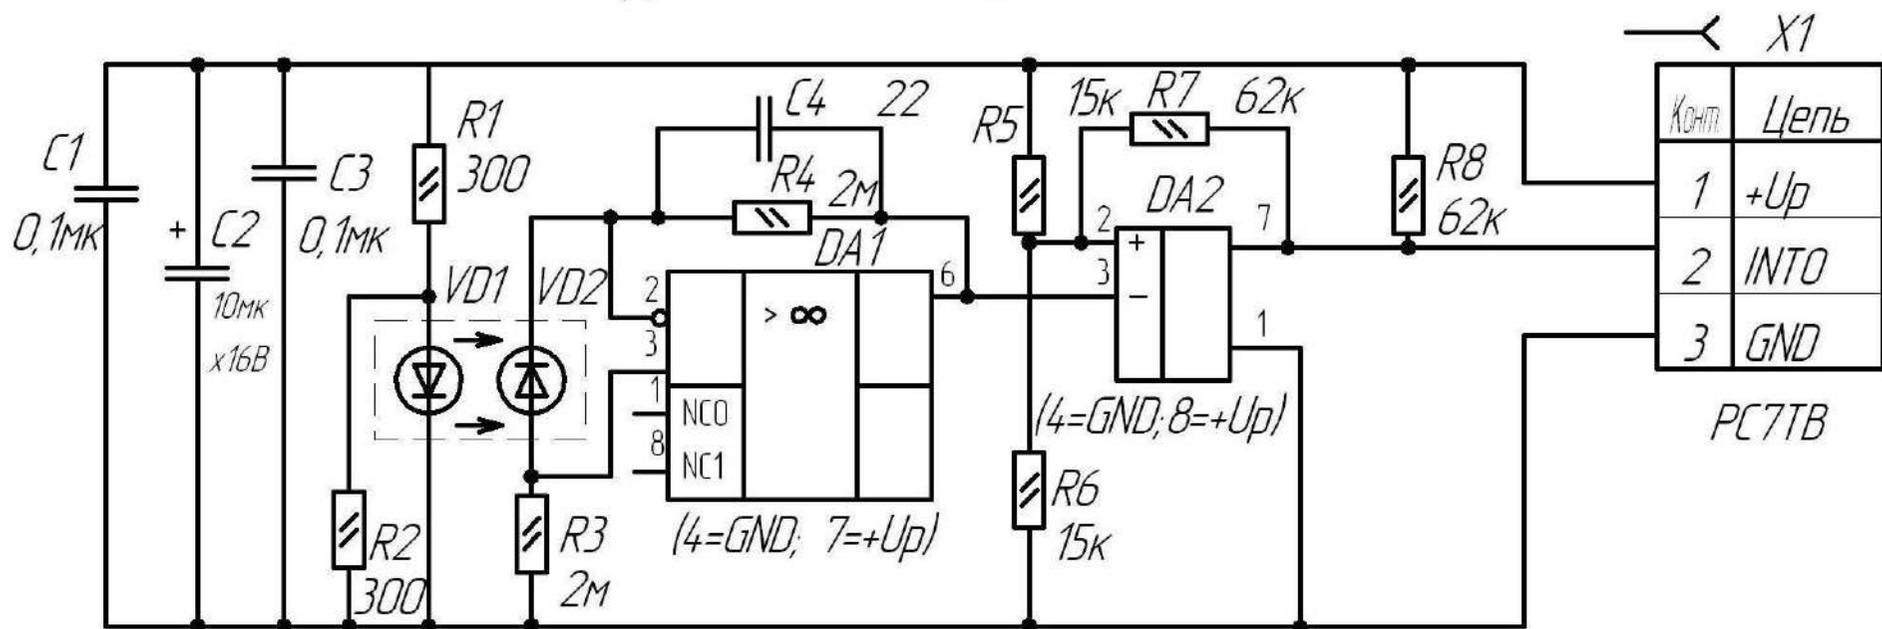 X1
Конт.
Цепь
1
+Up
2
INT0
3
GND
РС7ТВ
C1
0,1мк
+
C2
10мк
х16В
C3
0,1мк
R1
300
VD1
VD2
R2
300
R3
2м
C4
22
R4
2м
DA1
2
3
1
8
6
> ∞
NC0
NC1
(4=GND; 7=+Up)
R5
15к
R7
62к
DA2
2
3
+
−
7
1
(4=GND;8=+Up)
R6
15к
R8
62к